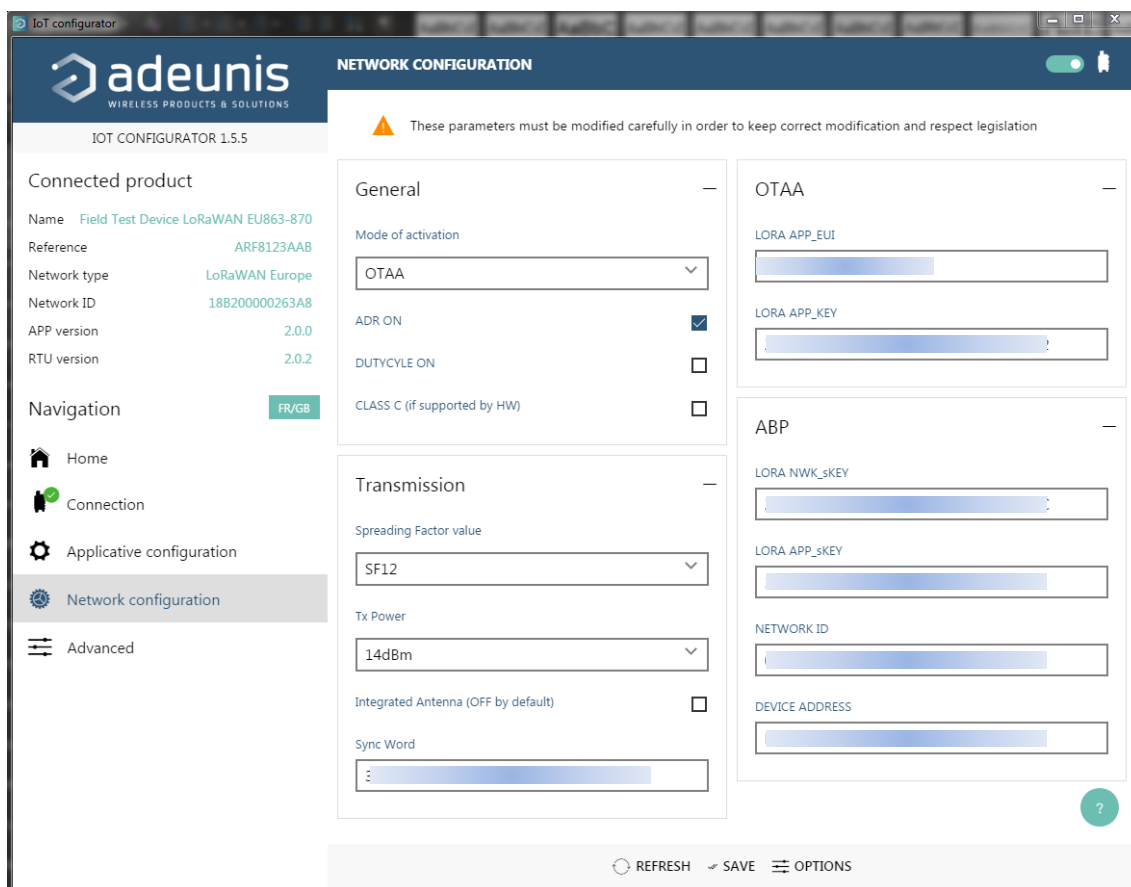 IoT configurator
adeunis
WIRELESS PRODUCTS & SOLUTIONS
IOT CONFIGURATOR 1.5.5
Connected product
Name Field Test Device LoRaWAN EU863-870
Reference ARF8123AAB
Network type LoRaWAN Europe
Network ID 18B200000263A8
APP version 2.0.0
RTU version 2.0.2
Navigation FR/GB
Home
Connection
Applicative configuration
Network configuration
Advanced
NETWORK CONFIGURATION
These parameters must be modified carefully in order to keep correct modification and respect legislation
General
Mode of activation
OTAA
ADR ON
DUTYCYLE ON
CLASS C (if supported by HW)
Transmission
Spreading Factor value
SF12
Tx Power
14dBm
Integrated Antenna (OFF by default)
Sync Word
OTAA
LORA APP_EUI
LORA APP_KEY
ABP
LORA NWK_sKEY
LORA APP_sKEY
NETWORK ID
DEVICE ADDRESS
?
REFRESH SAVE OPTIONS